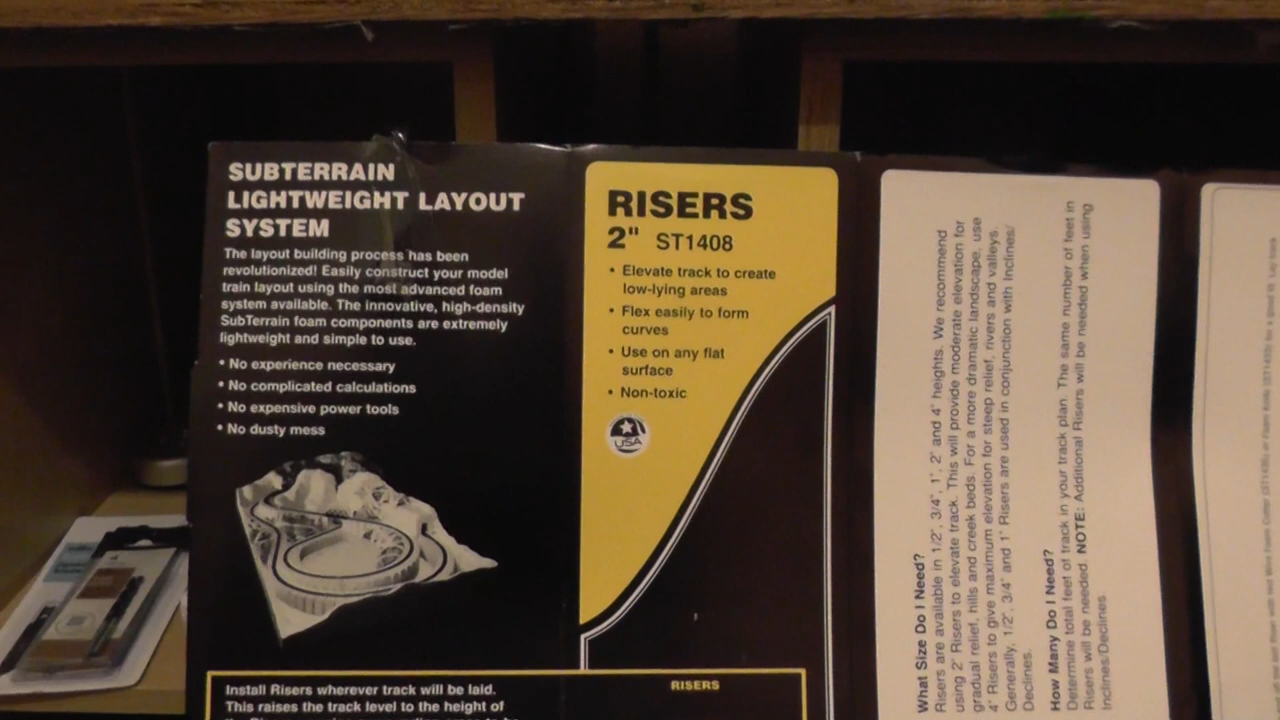 SUBTERRAIN
LIGHTWEIGHT LAYOUT
SYSTEM
The layout building process has been
revolutionized! Easily construct your model
train layout using the most advanced foam
system available. The innovative, high-density
SubTerrain foam components are extremely
lightweight and simple to use.
• No experience necessary
• No complicated calculations
• No expensive power tools
• No dusty mess
Install Risers wherever track will be laid.
This raises the track level to the height of
RISERS
2" ST1408
• Elevate track to create
low-lying areas
• Flex easily to form
curves
• Use on any flat
surface
• Non-toxic
USA
RISERS
What Size Do I Need?
Risers are available in 1/2", 3/4", 1", 2" and 4" heights. We recommend
using 2" Risers to elevate track. This will provide moderate elevation for
gradual relief, hills and creek beds. For a more dramatic landscape, use
4" Risers to give maximum elevation for steep relief, rivers and valleys.
Generally, 1/2", 3/4" and 1" Risers are used in conjunction with Inclines/
Declines.
How Many Do I Need?
Determine total feet of track in your track plan. The same number of feet in
Risers will be needed. NOTE: Additional Risers will be needed when using
Inclines/Declines.